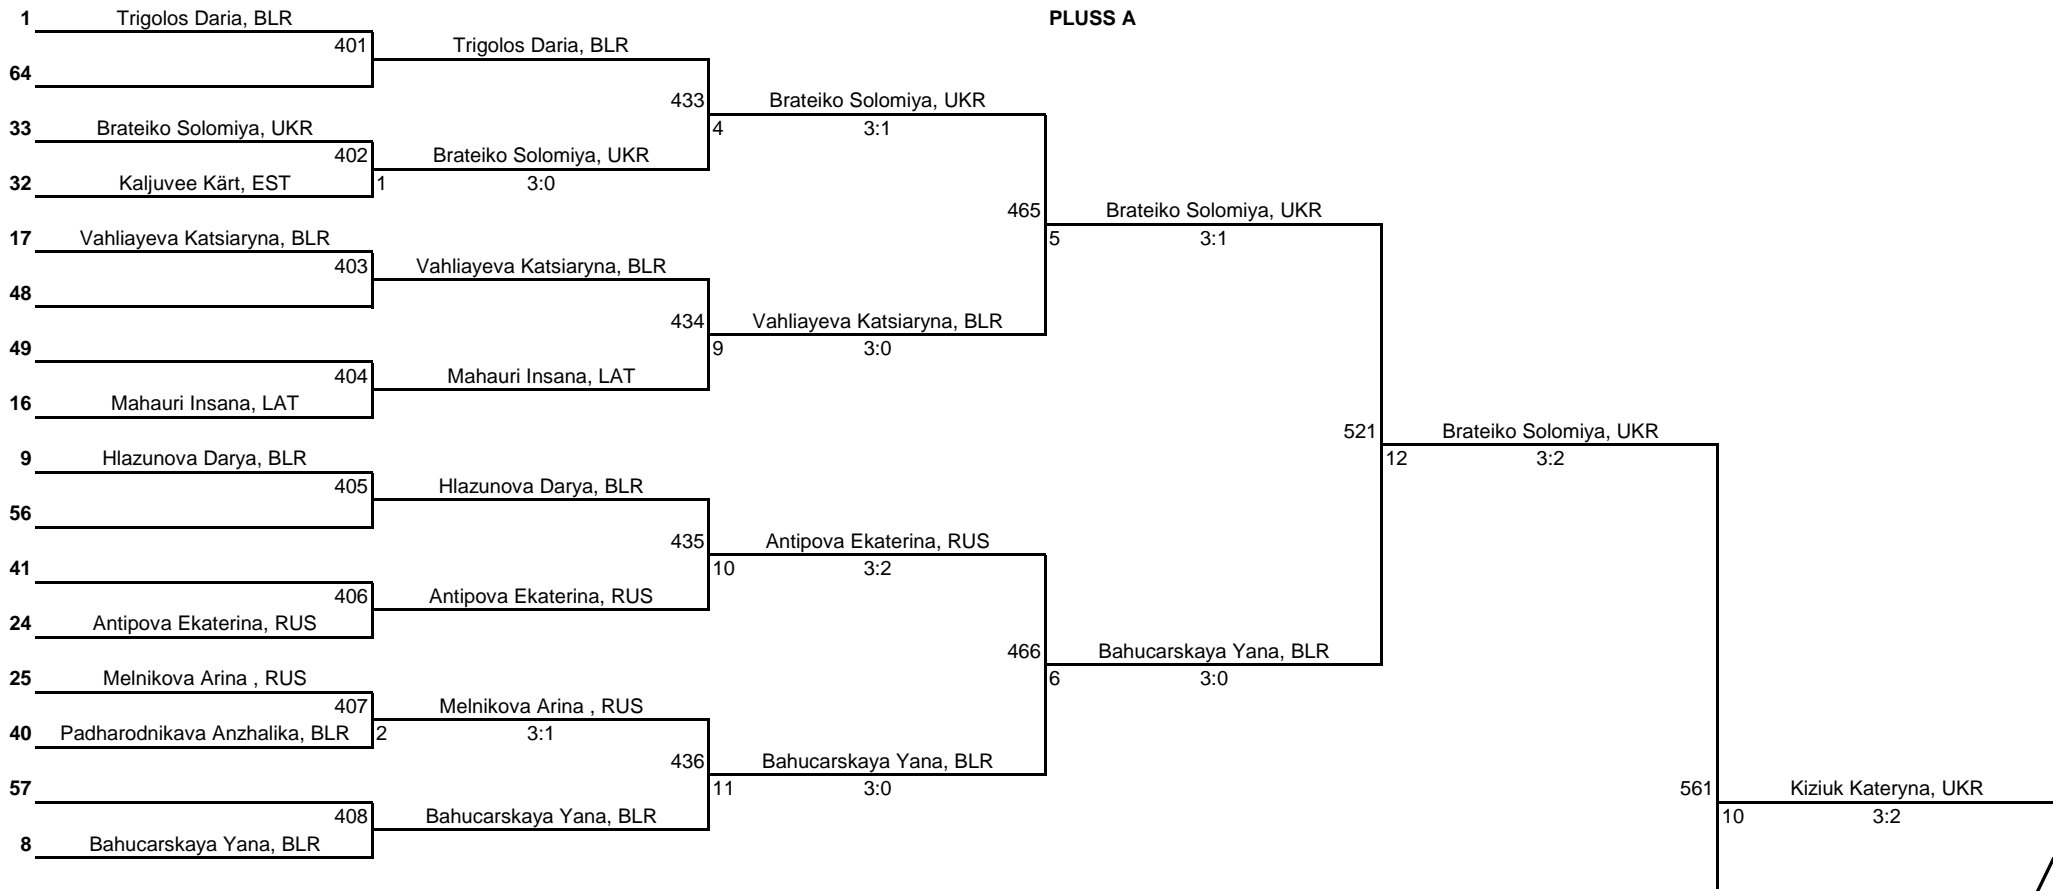 1 Trigolos Daria, BLR PLUSS A
401 Trigolos Daria, BLR
64
433 Brateiko Solomiya, UKR
33 Brateiko Solomiya, UKR 4 3:1
402 Brateiko Solomiya, UKR
32 Kaljuvee Kärt, EST 1 3:0
465 Brateiko Solomiya, UKR
17 Vahliayeva Katsiaryna, BLR 5 3:1
403 Vahliayeva Katsiaryna, BLR
48
434 Vahliayeva Katsiaryna, BLR
49 9 3:0
404 Mahauri Insana, LAT
16 Mahauri Insana, LAT
521 Brateiko Solomiya, UKR
9 Hlazunova Darya, BLR 12 3:2
405 Hlazunova Darya, BLR
56
435 Antipova Ekaterina, RUS
41 10 3:2
406 Antipova Ekaterina, RUS
24 Antipova Ekaterina, RUS
466 Bahucarskaya Yana, BLR
25 Melnikova Arina , RUS 6 3:0
407 Melnikova Arina , RUS
40 Padharodnikava Anzhalika, BLR 2 3:1
436 Bahucarskaya Yana, BLR
57 11 3:0 561 Kiziuk Kateryna, UKR
408 Bahucarskaya Yana, BLR 10 3:2
8 Bahucarskaya Yana, BLR